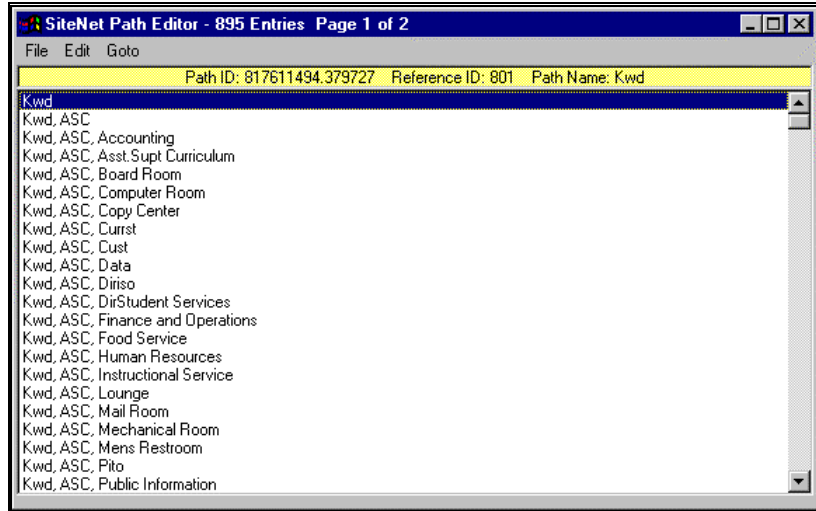 SiteNet Path Editor - 895 Entries Page 1 of 2
File Edit Goto
Path ID: 817611494.379727 Reference ID: 801 Path Name: Kwd
Kwd
Kwd, ASC
Kwd, ASC, Accounting
Kwd, ASC, Asst.Supt Curriculum
Kwd, ASC, Board Room
Kwd, ASC, Computer Room
Kwd, ASC, Copy Center
Kwd, ASC, Currst
Kwd, ASC, Cust
Kwd, ASC, Data
Kwd, ASC, Diriso
Kwd, ASC, DirStudent Services
Kwd, ASC, Finance and Operations
Kwd, ASC, Food Service
Kwd, ASC, Human Resources
Kwd, ASC, Instructional Service
Kwd, ASC, Lounge
Kwd, ASC, Mail Room
Kwd, ASC, Mechanical Room
Kwd, ASC, Mens Restroom
Kwd, ASC, Pito
Kwd, ASC, Public Information